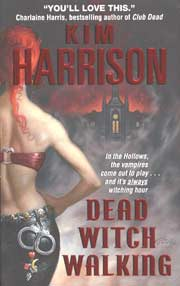 "YOU'LL LOVE THIS."
Charlaine Harris, bestselling author of Club Dead
KIM
HARRISON
In the Hollows,
the vampires
come out to play . . .
and it's always
witching hour
DEAD
WITCH
WALKING